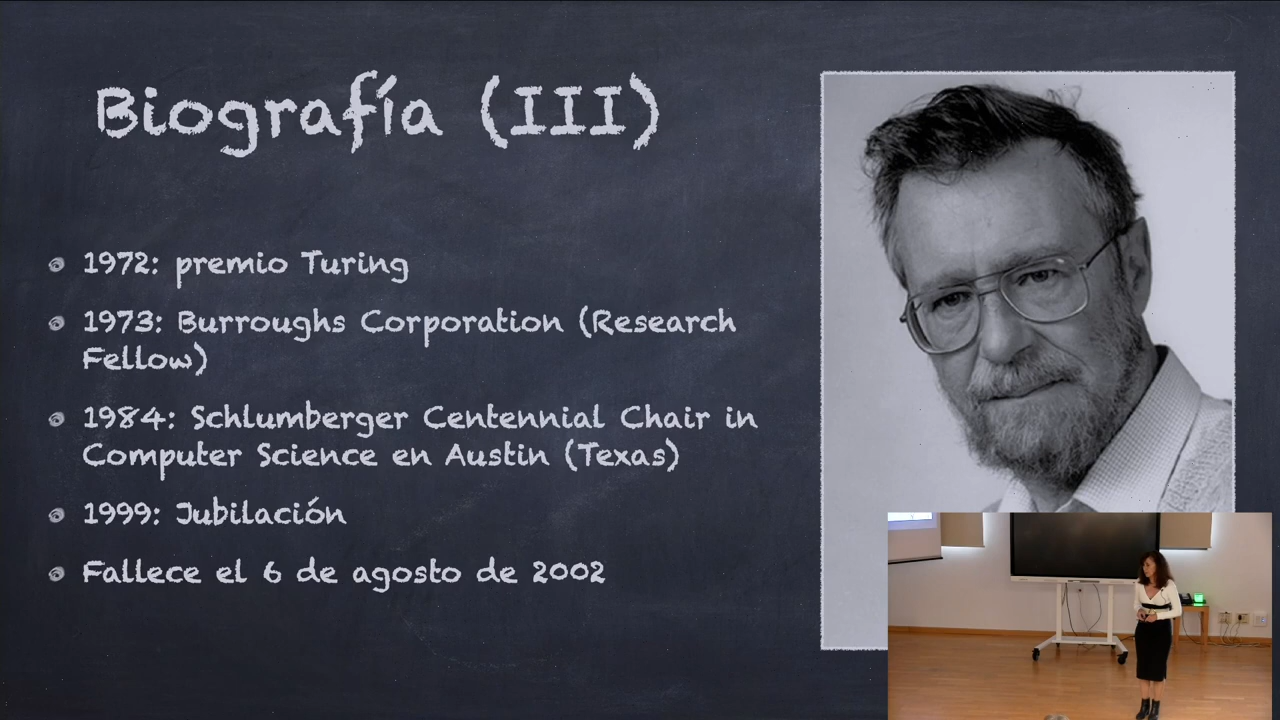 Biografía (III)
1972: premio Turing
1973: Burroughs Corporation (Research
Fellow)
1984: Schlumberger Centennial Chair in
Computer Science en Austin (Texas)
1999: Jubilación
Fallece el 6 de agosto de 2002